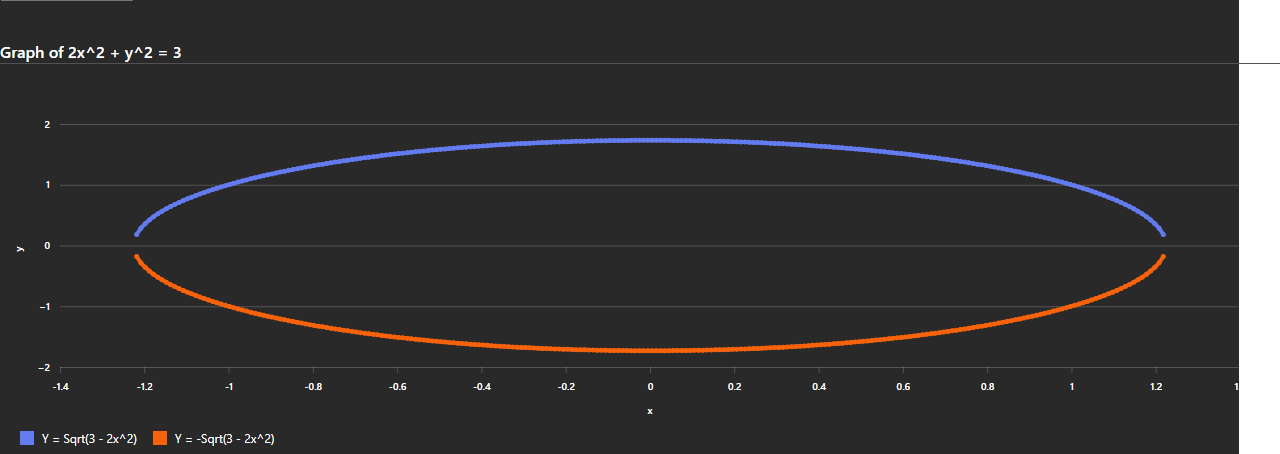 Graph of 2x^2 + y^2 = 3
2
1
0
-1
-2
y
-1.4 -1.2 -1 -0.8 -0.6 -0.4 -0.2 0 0.2 0.4 0.6 0.8 1 1.2
x
Y = Sqrt(3 - 2x^2) Y = -Sqrt(3 - 2x^2)